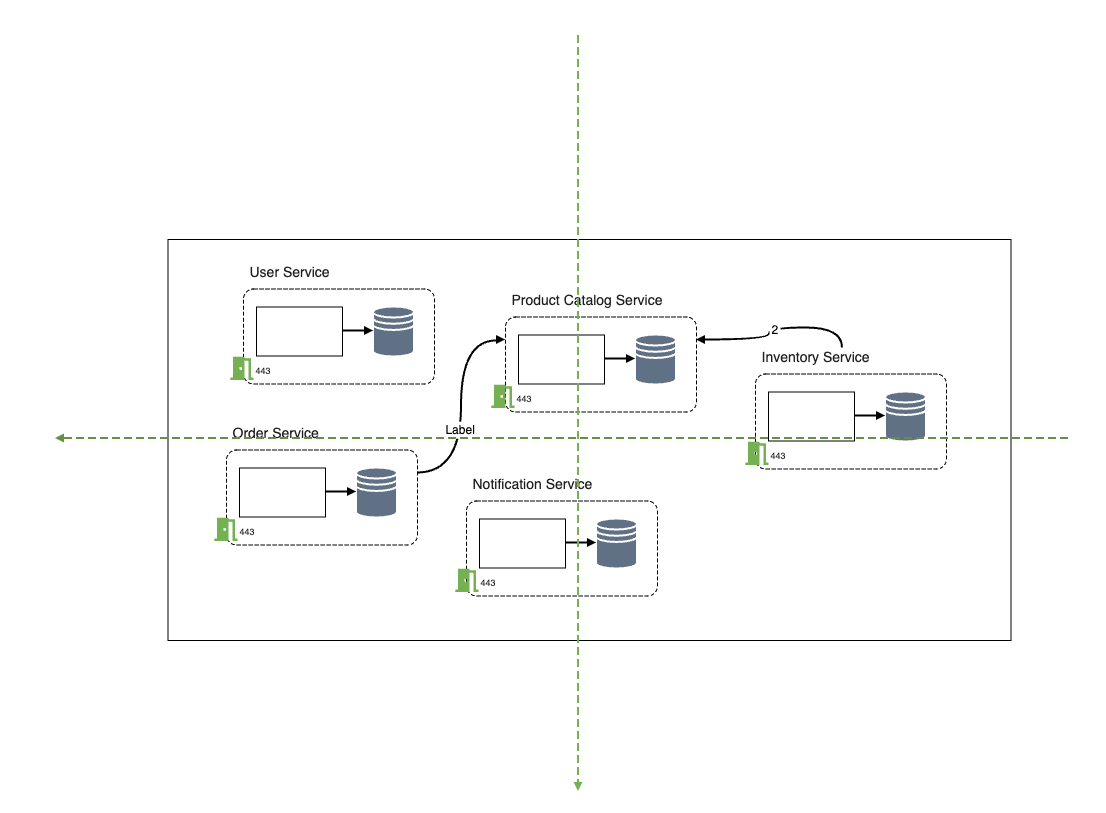 User Service
443
Product Catalog Service
443
2
Inventory Service
443
Label
Order Service
443
Notification Service
443